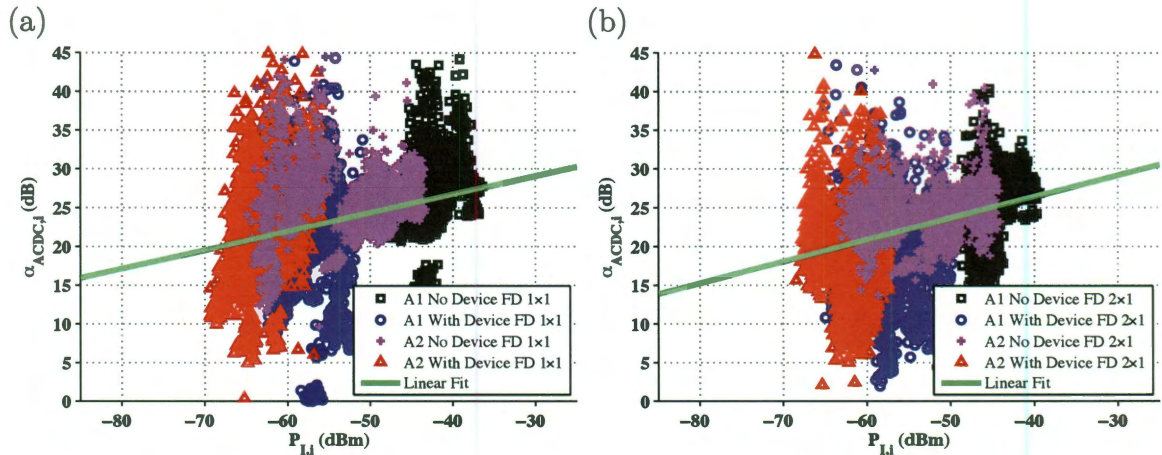 (a)
45
40
35
30
25
20
15
10
5
0
α_ACDC,i (dB)
−80 −70 −60 −50 −40 −30
P_I,i (dBm)
A1 No Device FD 1×1
A1 With Device FD 1×1
A2 No Device FD 1×1
A2 With Device FD 1×1
Linear Fit
(b)
45
40
35
30
25
20
15
10
5
0
α_ACDC,i (dB)
−80 −70 −60 −50 −40 −30
P_I,i (dBm)
A1 No Device FD 2×1
A1 With Device FD 2×1
A2 No Device FD 2×1
A2 With Device FD 2×1
Linear Fit